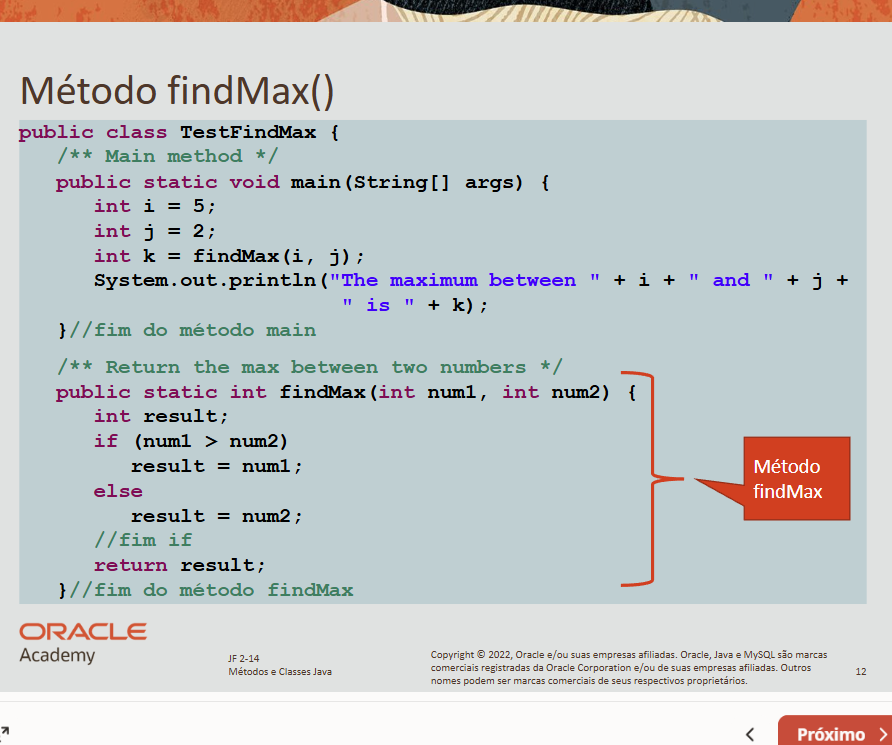 Método findMax()
public class TestFindMax {
/** Main method */
public static void main(String[] args) {
int i = 5;
int j = 2;
int k = findMax(i, j);
System.out.println("The maximum between " + i + " and " + j +
" is " + k);
}//fim do método main
/** Return the max between two numbers */
public static int findMax(int num1, int num2) {
int result;
if (num1 > num2)
result = num1;
else
result = num2;
//fim if
return result;
}//fim do método findMax
Método
findMax
ORACLE
Academy
JF 2-14
Métodos e Classes Java
Copyright © 2022, Oracle e/ou suas empresas afiliadas. Oracle, Java e MySQL são marcas
comerciais registradas da Oracle Corporation e/ou de suas empresas afiliadas. Outros
nomes podem ser marcas comerciais de seus respectivos proprietários.
12
Próximo